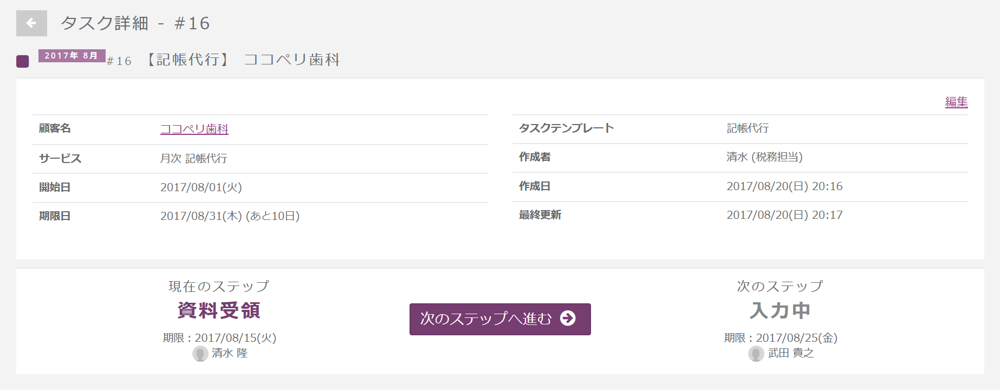 タスク詳細 - #16
2017年 8月 #16 【記帳代行】 ココペリ歯科
編集
顧客名 ココペリ歯科
サービス 月次 記帳代行
開始日 2017/08/01(火)
期限日 2017/08/31(木) (あと10日)
タスクテンプレート 記帳代行
作成者 清水 (税務担当)
作成日 2017/08/20(日) 20:16
最終更新 2017/08/20(日) 20:17
現在のステップ
資料受領
期限 : 2017/08/15(火)
清水 隆
次のステップへ進む
次のステップ
入力中
期限 : 2017/08/25(金)
武田 貴之